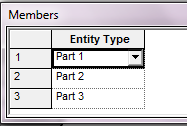 Members
Entity Type
1 Part 1
2 Part 2
3 Part 3